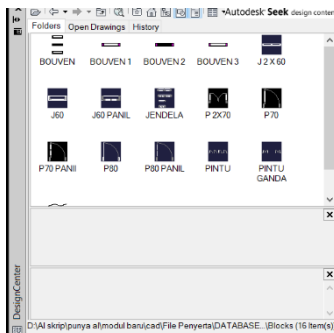 Autodesk Seek design conten
Folders Open Drawings History
BOUVEN BOUVEN 1 BOUVEN 2 BOUVEN 3 J 2 X 60
J60 J60 PANIL JENDELA P 2X70 P70
P70 PANIl P80 P80 PANIL PINTU PINTU GANDA
DesignCenter
D:\Al skrip\punya al\modul baru\cad\File Penyerta\DATABASE...\Blocks (16 Item(s)